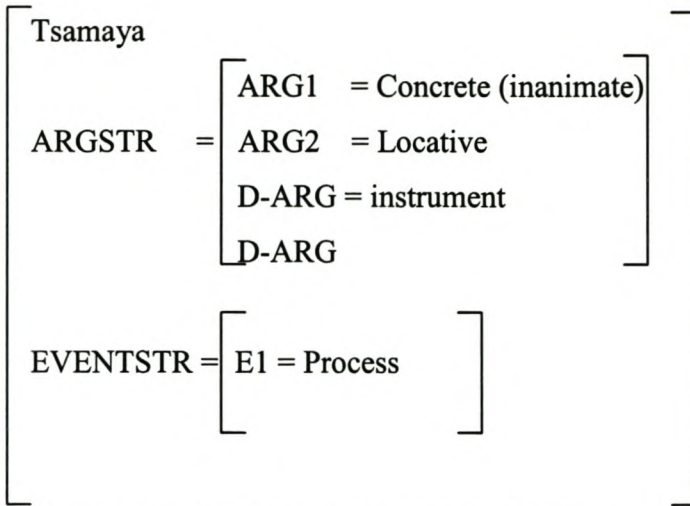 Tsamaya
ARG1 = Concrete (inanimate)
ARGSTR = ARG2 = Locative
D-ARG = instrument
D-ARG
EVENTSTR = E1 = Process